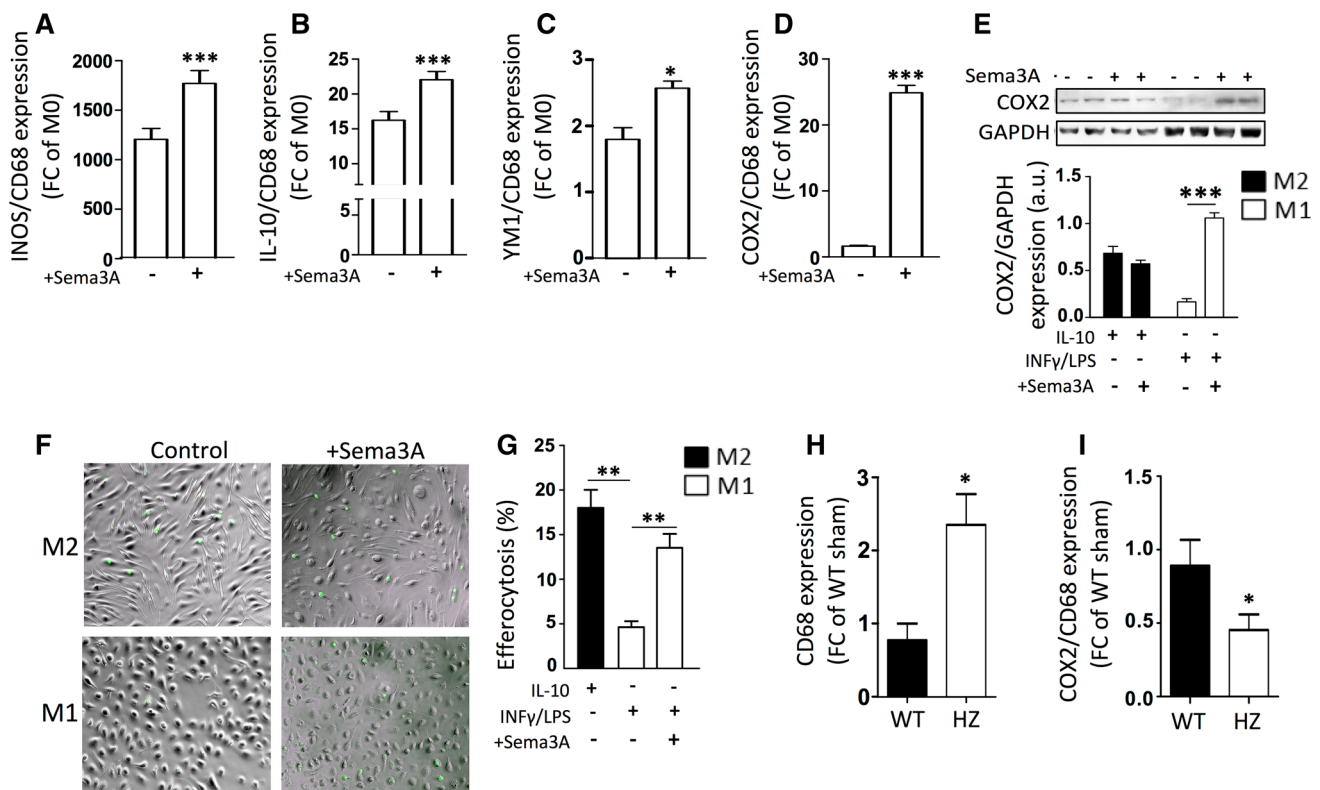 A
INOS/CD68 expression
(FC of M0)
2000
1500
1000
500
0
***
+Sema3A - +
B
IL-10/CD68 expression
(FC of M0)
25
20
15
10
5
0
***
+Sema3A - +
C
YM1/CD68 expression
(FC of M0)
3
2
1
0
*
+Sema3A - +
D
COX2/CD68 expression
(FC of M0)
30
20
10
0
***
+Sema3A - +
E
Sema3A - - + + - - + +
COX2
GAPDH
COX2/GAPDH
expression (a.u.)
1.5
1.0
0.5
0.0
***
M2
M1
IL-10 + + - -
INFγ/LPS - - + +
+Sema3A - + - +
F
Control +Sema3A
M2
M1
G
Efferocytosis (%)
25
20
15
10
5
0
**
**
M2
M1
IL-10 + - -
INFγ/LPS - + +
+Sema3A - - +
H
CD68 expression
(FC of WT sham)
3
2
1
0
*
WT HZ
I
COX2/CD68 expression
(FC of WT sham)
1.5
1.0
0.5
0.0
*
WT HZ